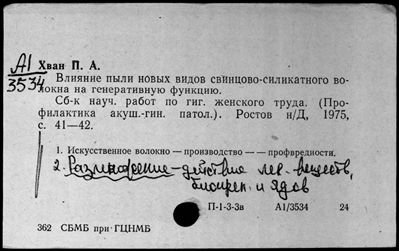 А1
3534
Хван П. А.
Влияние пыли новых видов свинцово-силикатного во-
локна на генеративную функцию.
Сб-к науч. работ по гиг. женского труда. (Про-
филактика акуш.-гин. патол.). Ростов н/Д, 1975,
с. 41—42.
1. Искусственное волокно — производство — — профвредности.
2. Размножение – действие лек. веществ,
и ядов
П-1-3-3в А1/3534 24
362 СБМБ при ГЦНМБ